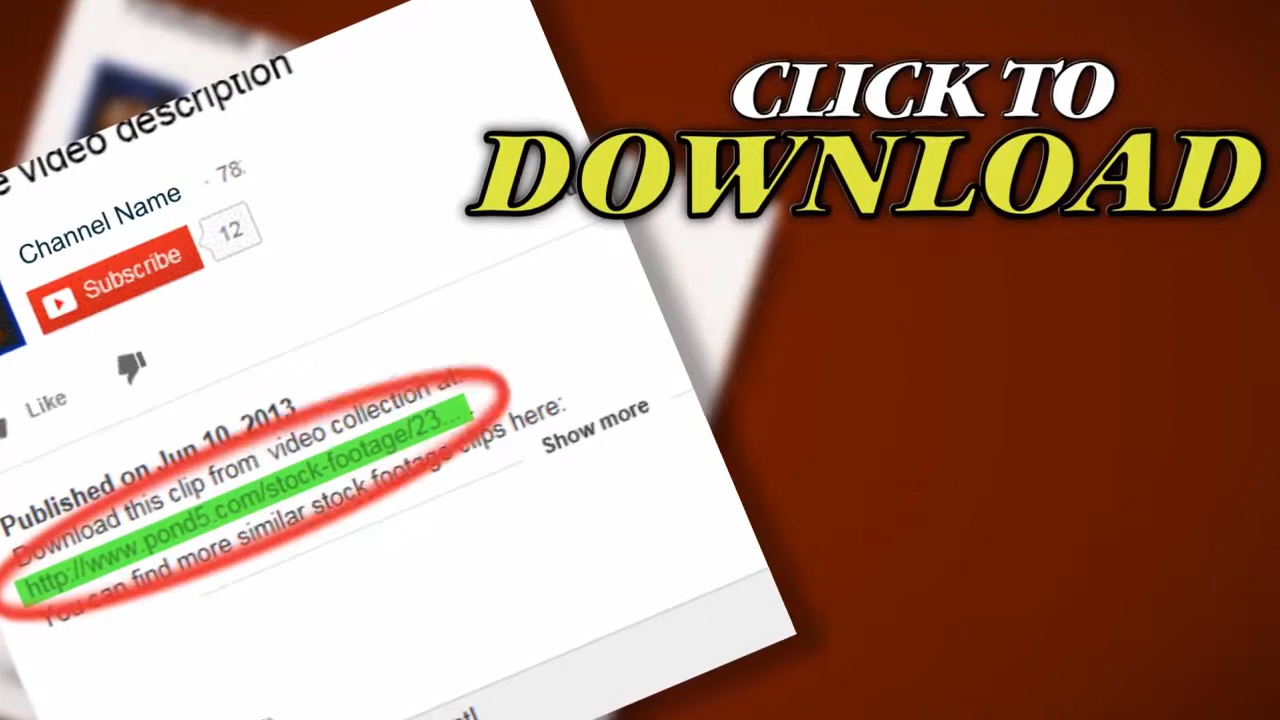 CLICK TO
DOWNLOAD
video description
Channel Name
Subscribe
12
Like
Published on Jun 10, 2013
Download this clip from video collection at:
http://www.pond5.com/stock-footage/23...
You can find more similar stock footage clips here:
Show more